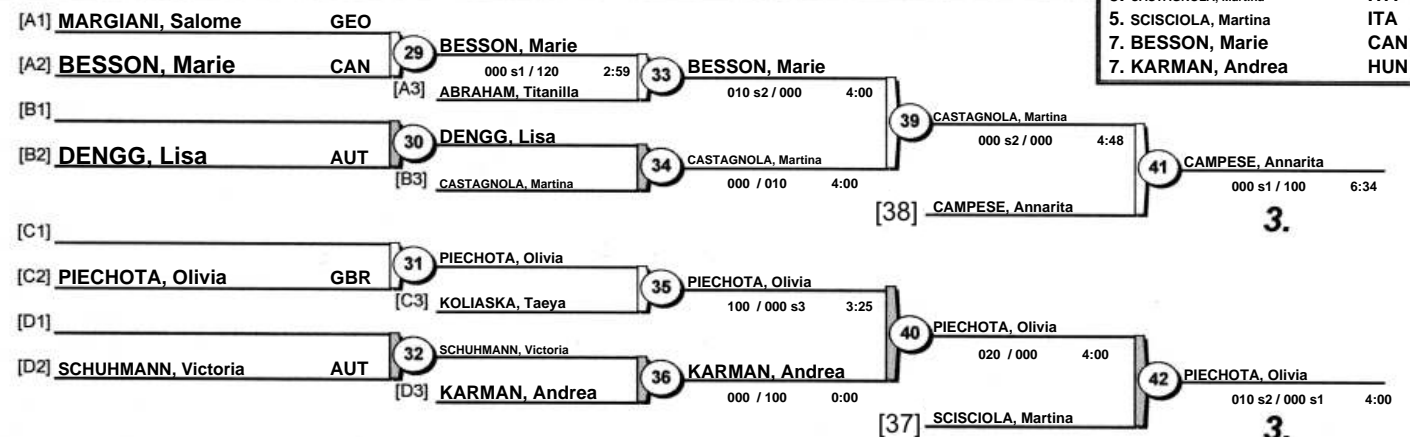 5. SCISCIOLA, Martina ITA
7. BESSON, Marie CAN
7. KARMAN, Andrea HUN
[A1] MARGIANI, Salome GEO
[A2] BESSON, Marie CAN
29 BESSON, Marie
000 s1 / 120 2:59
[A3] ABRAHAM, Titanilla
33 BESSON, Marie
010 s2 / 000 4:00
[B1]
[B2] DENGG, Lisa AUT
30 DENGG, Lisa
[B3] CASTAGNOLA, Martina
34 CASTAGNOLA, Martina
000 / 010 4:00
39 CASTAGNOLA, Martina
000 s2 / 000 4:48
[38] CAMPESE, Annarita
41 CAMPESE, Annarita
000 s1 / 100 6:34
3.
[C1]
[C2] PIECHOTA, Olivia GBR
31 PIECHOTA, Olivia
[C3] KOLIASKA, Taeya
35 PIECHOTA, Olivia
100 / 000 s3 3:25
[D1]
[D2] SCHUHMANN, Victoria AUT
32 SCHUHMANN, Victoria
[D3] KARMAN, Andrea
36 KARMAN, Andrea
000 / 100 0:00
40 PIECHOTA, Olivia
020 / 000 4:00
[37] SCISCIOLA, Martina
42 PIECHOTA, Olivia
010 s2 / 000 s1 4:00
3.